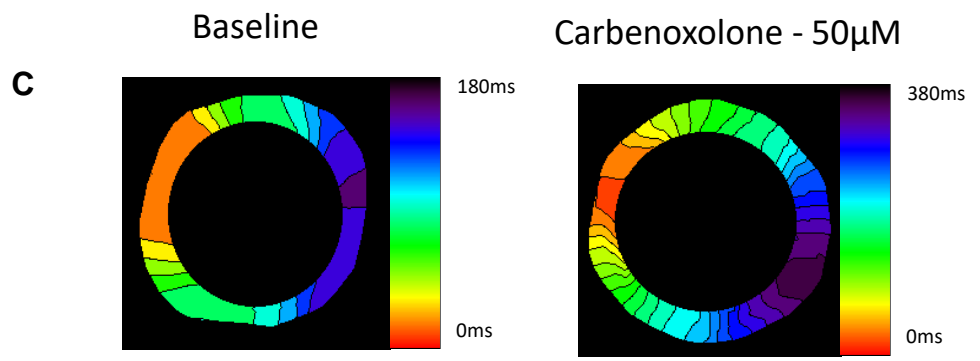 Baseline
Carbenoxolone - 50µM
C
180ms
380ms
0ms
0ms